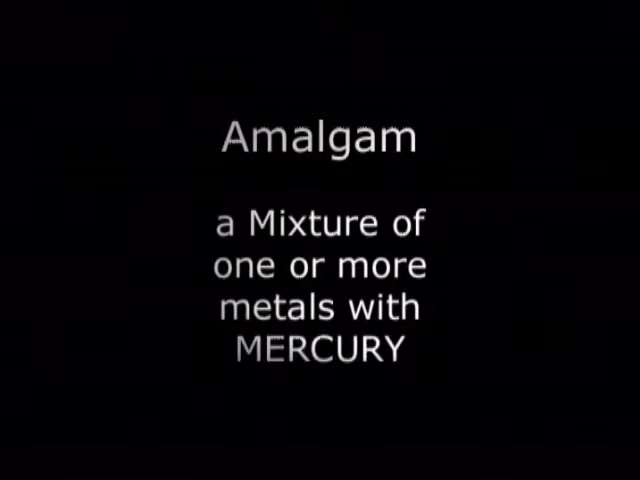 Amalgam
a Mixture of
one or more
metals with
MERCURY